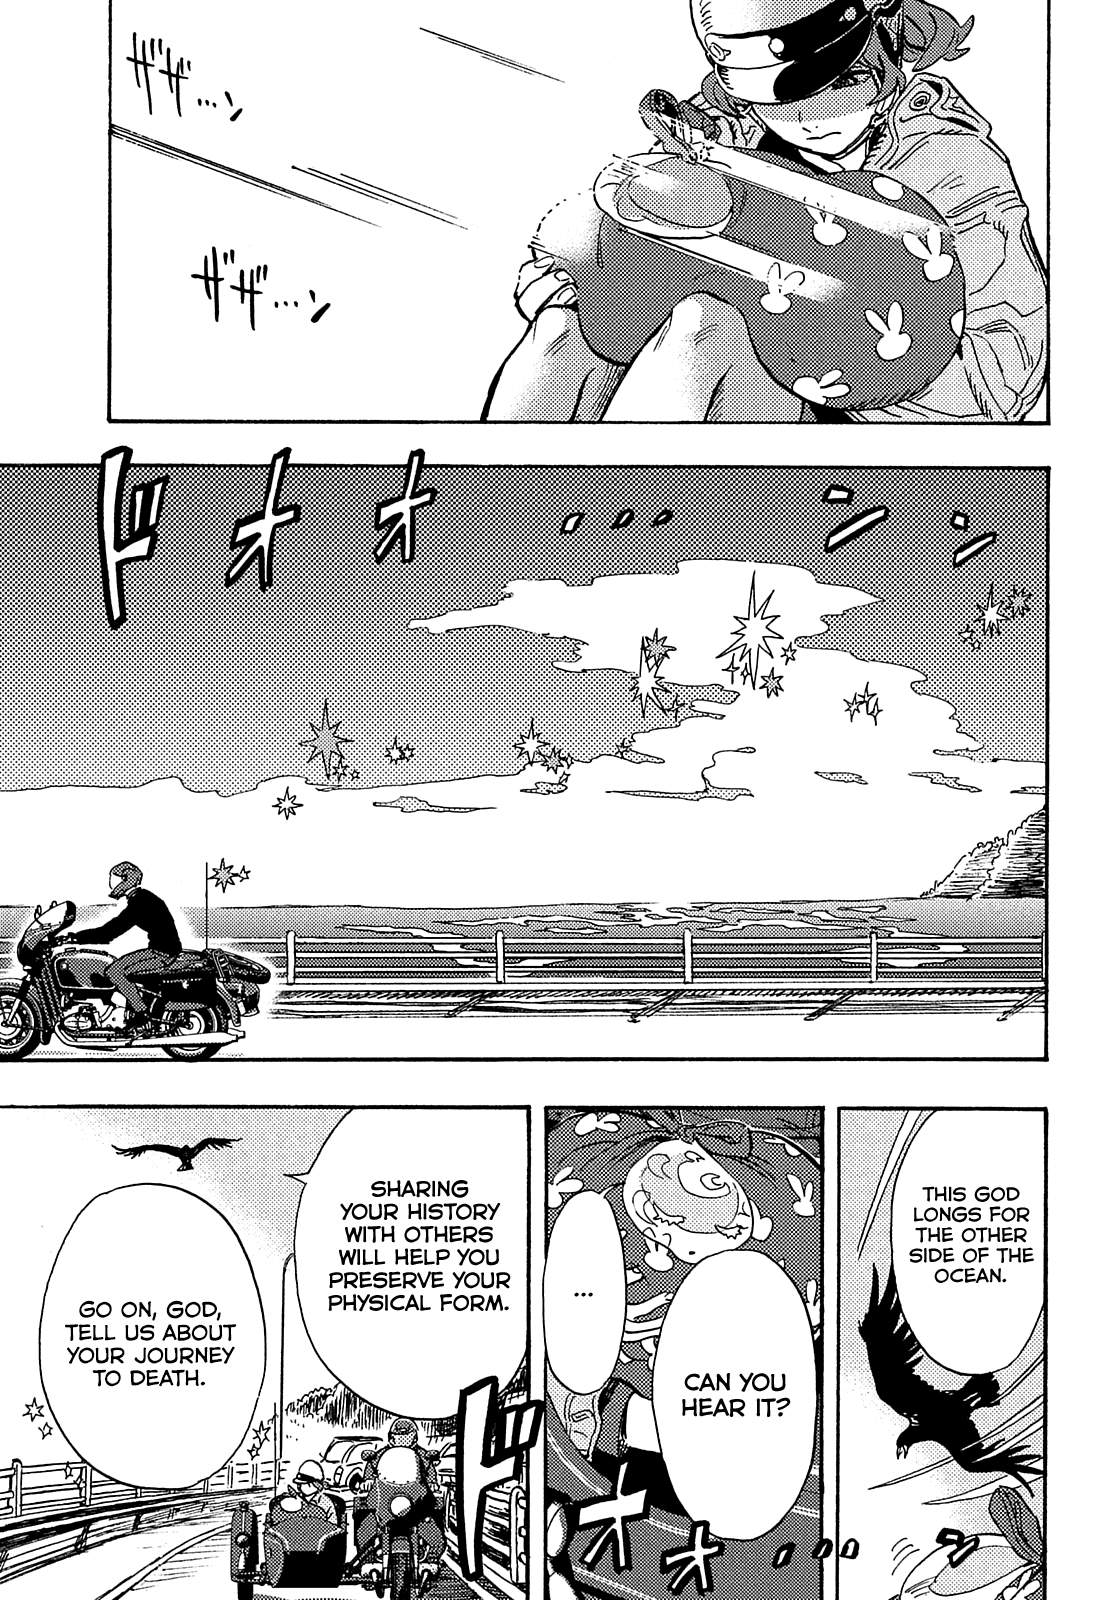 ザザ…ン
ザザ…ン
ドオオ…ン…
THIS GOD
LONGS FOR
THE OTHER
SIDE OF THE
OCEAN.
CAN YOU
HEAR IT?
...
ドオオ…ン
SHARING
YOUR HISTORY
WITH OTHERS
WILL HELP YOU
PRESERVE YOUR
PHYSICAL FORM.
GO ON, GOD,
TELL US ABOUT
YOUR JOURNEY
TO DEATH.